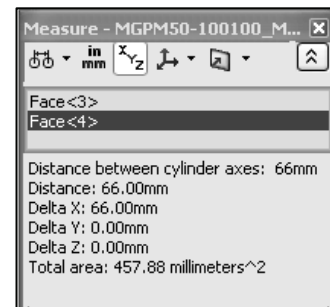 Measure - MGPM50-100100_M...
in
mm
XYZ
Face<3>
Face<4>
Distance between cylinder axes: 66mm
Distance: 66.00mm
Delta X: 66.00mm
Delta Y: 0.00mm
Delta Z: 0.00mm
Total area: 457.88 millimeters^2